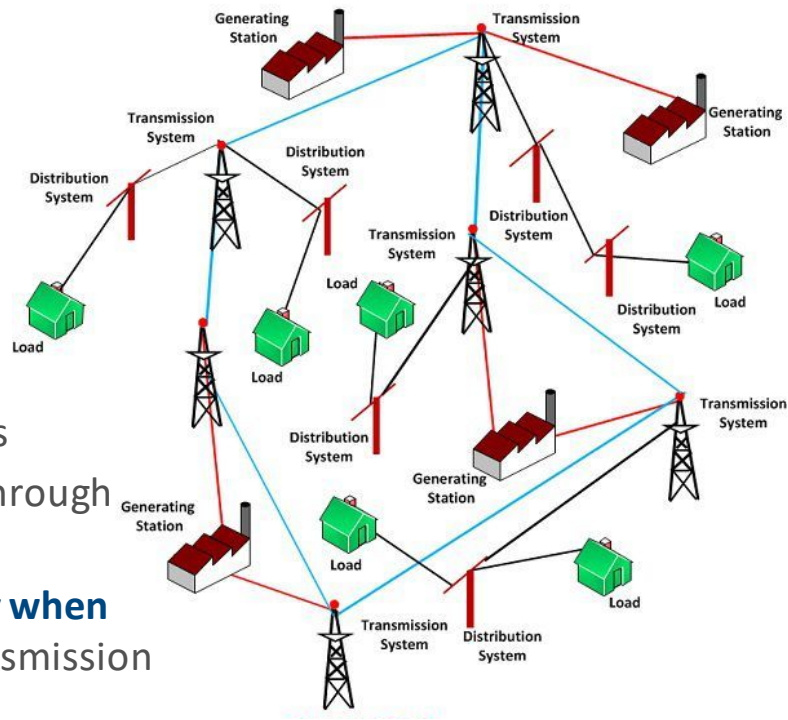 Generating
Station
Transmission
System
Generating
Station
Transmission
System
Distribution
System
Distribution
System
Distribution
System
Transmission
System
Load
Load
Distribution
System
Load
Load
Distribution
System
Transmission
System
Generating
Station
hrough
Generating
Station
Load
Load
when
Transmission
System
Distribution
System
smission